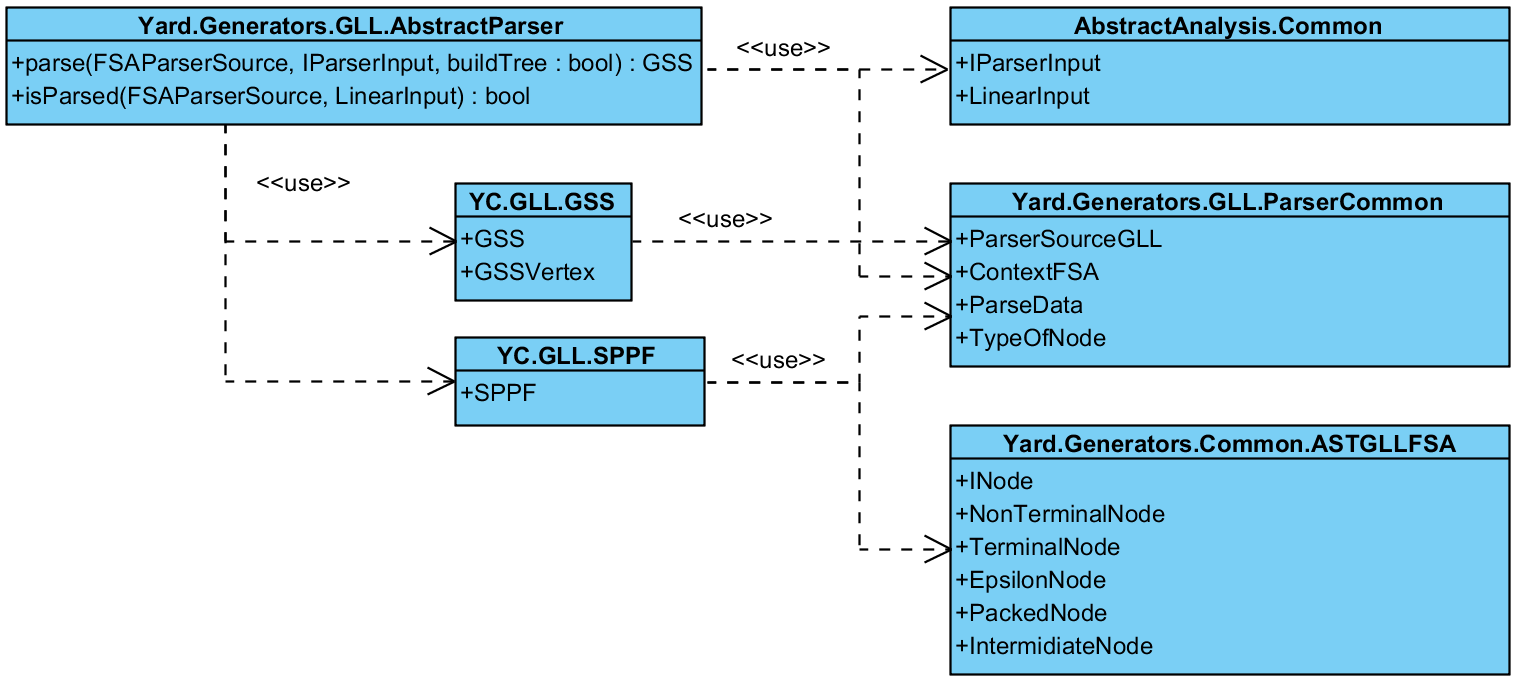 Yard.Generators.GLL.AbstractParser
+parse(FSAParserSource, IParserInput, buildTree : bool) : GSS
+isParsed(FSAParserSource, LinearInput) : bool
<<use>>
AbstractAnalysis.Common
+IParserInput
+LinearInput
<<use>>
YC.GLL.GSS
+GSS
+GSSVertex
<<use>>
Yard.Generators.GLL.ParserCommon
+ParserSourceGLL
+ContextFSA
+ParseData
+TypeOfNode
YC.GLL.SPPF
+SPPF
<<use>>
Yard.Generators.Common.ASTGLLFSA
+INode
+NonTerminalNode
+TerminalNode
+EpsilonNode
+PackedNode
+IntermidiateNode